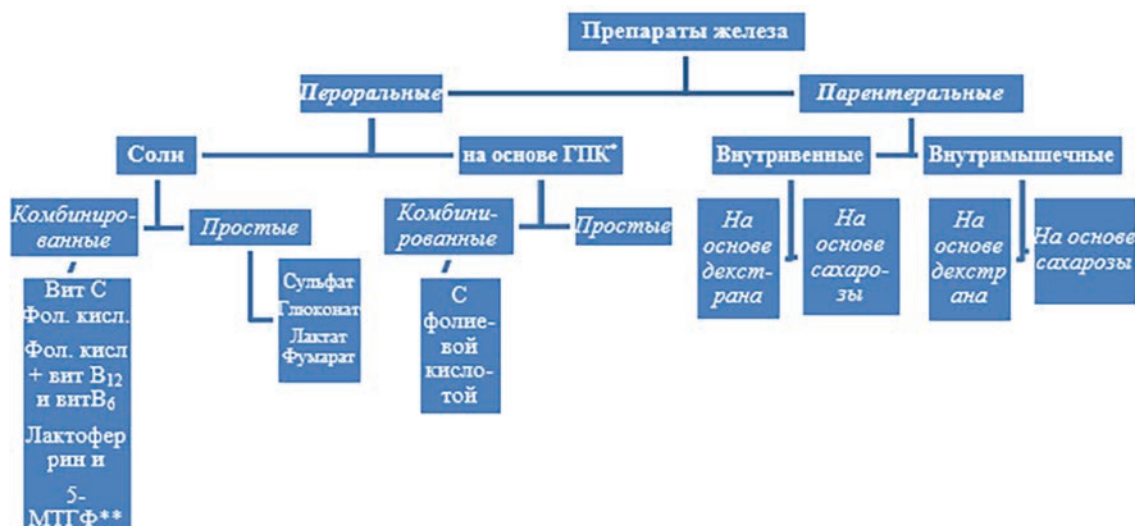 Препараты железа
Пероральные
Парентеральные
Соли
на основе ГПК*
Внутривенные
Внутримышечные
Комбиниро-
ванные
Простые
Комбини-
рованные
Простые
На
основе
декст-
рана
На
основе
сахаро-
зы
На
основе
декстр
ана
На основе
сахарозы
Вит С
Фол. кисл.
Фол. кисл
+ вит В₁₂
и витВ₆
Лактофер
рин и
5-
МТГФ**
Сульфат
Глюконат
Лактат
Фумарат
С
фолие-
вой
кисло-
той